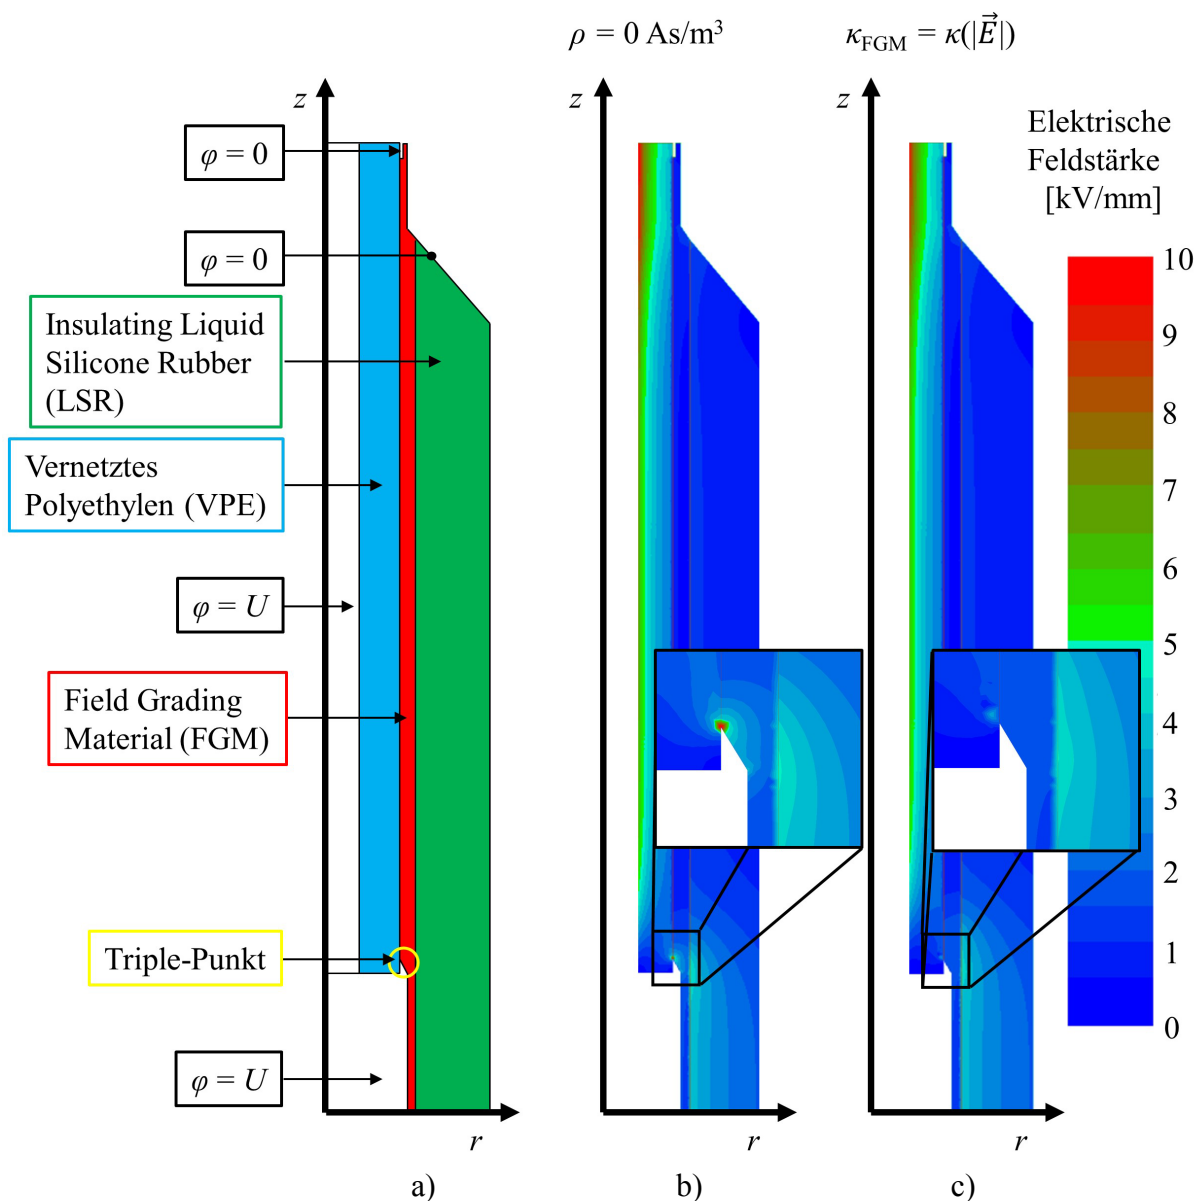 ρ = 0 As/m³
κFGM = κ(|E⃗|)
z
z
z
φ = 0
φ = 0
Insulating Liquid
Silicone Rubber
(LSR)
Vernetztes
Polyethylen (VPE)
φ = U
Field Grading
Material (FGM)
Triple-Punkt
φ = U
Elektrische
Feldstärke
[kV/mm]
10
9
8
7
6
5
4
3
2
1
0
r
r
r
a)
b)
c)